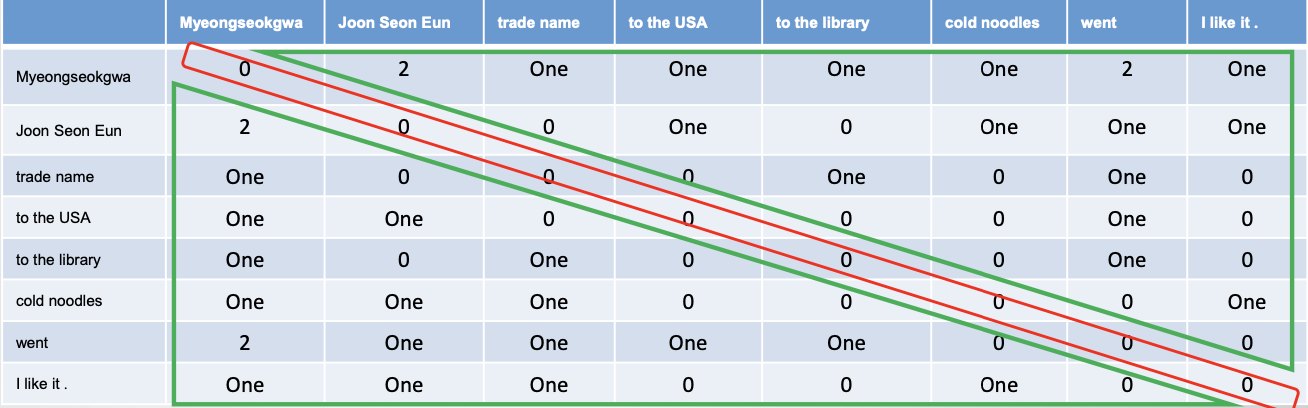 Myeongseokgwa Joon Seon Eun trade name to the USA to the library cold noodles went I like it .
Myeongseokgwa 0 2 One One One One 2 One
Joon Seon Eun 2 0 0 One 0 One One One
trade name One 0 0 0 One 0 One 0
to the USA One One 0 0 0 0 One 0
to the library One 0 One 0 0 0 One 0
cold noodles One One One 0 0 0 0 One
went 2 One One One One 0 0 0
I like it . One One One 0 0 One 0 0